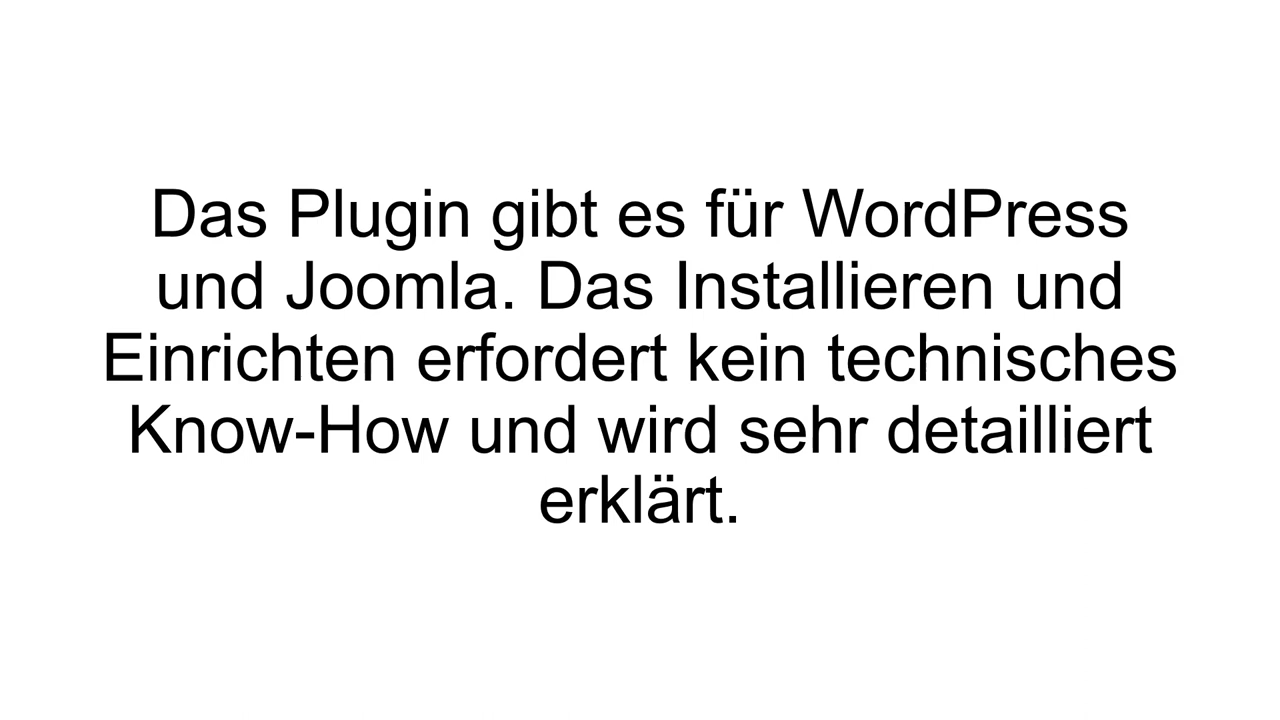 Das Plugin gibt es für WordPress
und Joomla. Das Installieren und
Einrichten erfordert kein technisches
Know-How und wird sehr detailliert
erklärt.